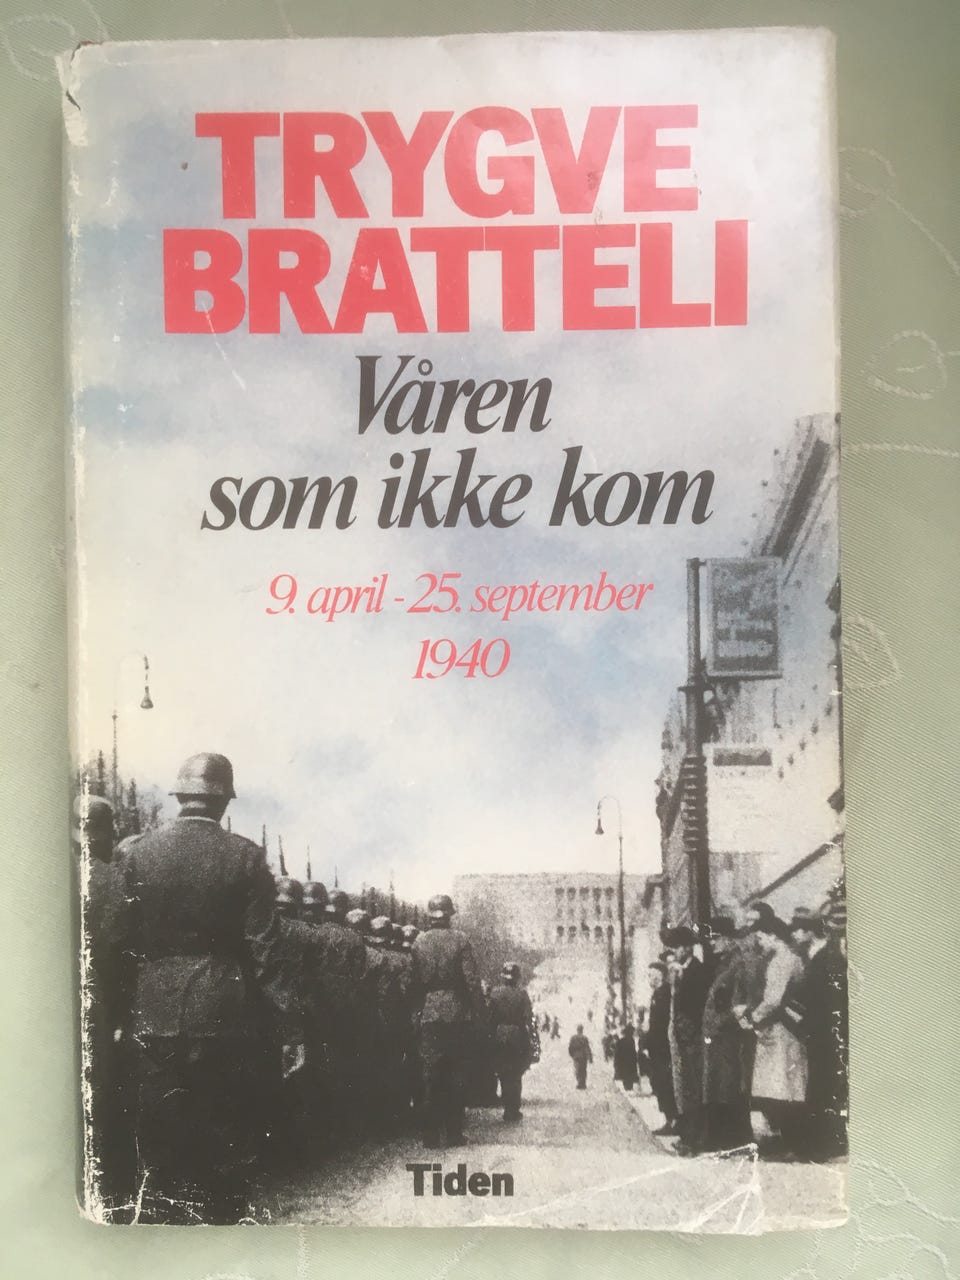 TRYGVE
BRATTELI
Våren
som ikke kom
9. april - 25. september
1940
Tiden